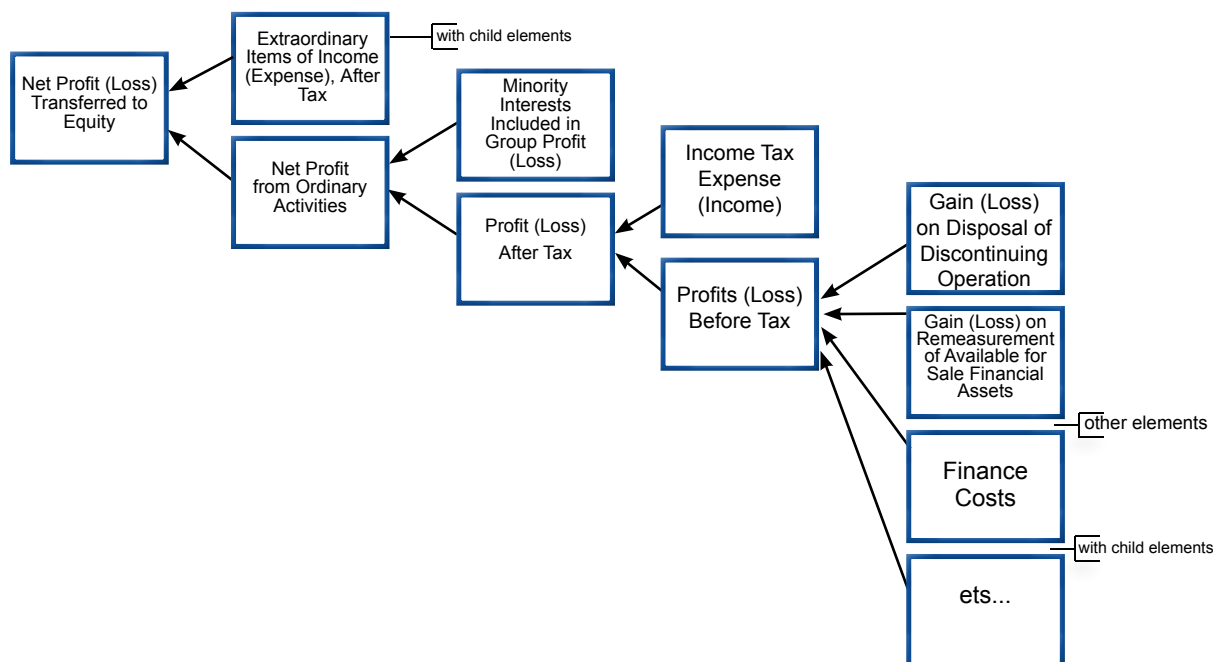 Extraordinary
Items of Income
(Expense), After
Tax
with child elements
Net Profit (Loss)
Transferred to
Equity
Minority
Interests
Included in
Group Profit
(Loss)
Net Profit
from Ordinary
Activities
Income Tax
Expense
(Income)
Profit (Loss)
After Tax
Gain (Loss)
on Disposal of
Discontinuing
Operation
Profits (Loss)
Before Tax
Gain (Loss) on
Remeasurement
of Available for
Sale Financial
Assets
other elements
Finance
Costs
with child elements
ets...